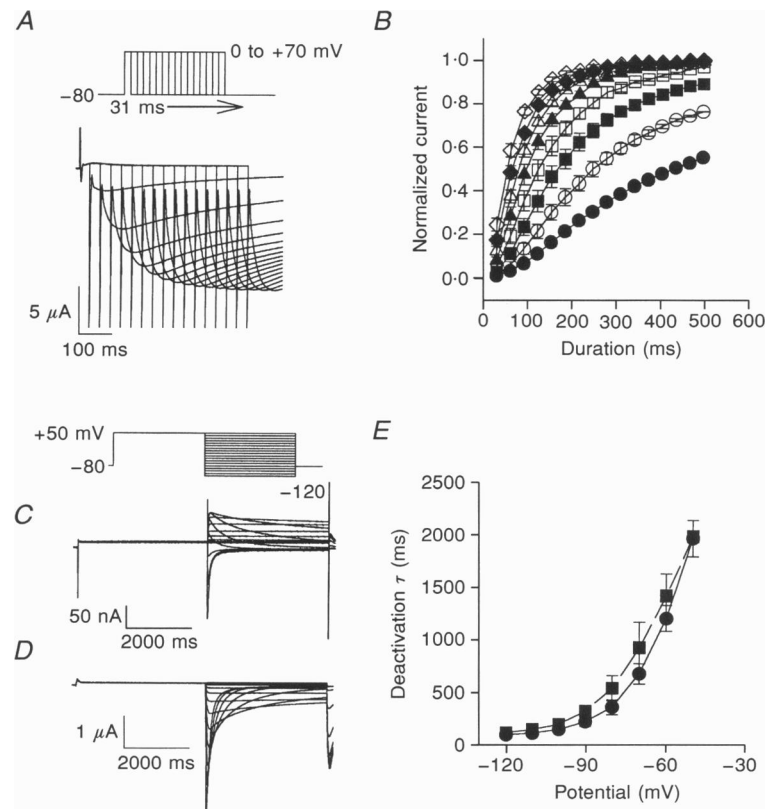 A
0 to +70 mV
−80
31 ms
5 μA
100 ms
B
Normalized current
1·0
0·8
0·6
0·4
0·2
0·0
0 100 200 300 400 500 600
Duration (ms)
+50 mV
−80
−120
C
50 nA
2000 ms
D
1 μA
2000 ms
E
Deactivation τ (ms)
2500
2000
1500
1000
500
0
−120 −90 −60 −30
Potential (mV)